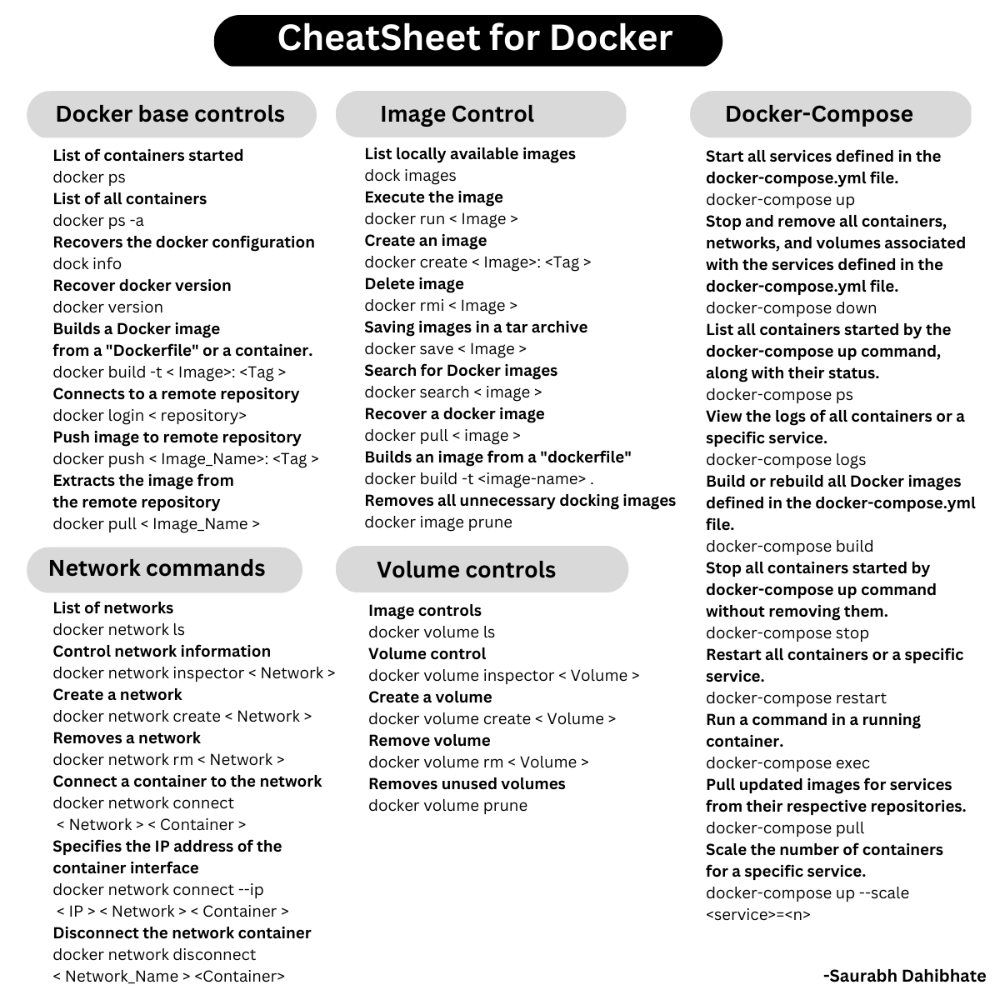 CheatSheet for Docker
Docker base controls
List of containers started
docker ps
List of all containers
docker ps -a
Recovers the docker configuration
dock info
Recover docker version
docker version
Builds a Docker image
from a "Dockerfile" or a container.
docker build -t < Image>: <Tag >
Connects to a remote repository
docker login < repository>
Push image to remote repository
docker push < Image_Name>: <Tag >
Extracts the image from
the remote repository
docker pull < Image_Name >
Network commands
List of networks
docker network ls
Control network information
docker network inspector < Network >
Create a network
docker network create < Network >
Removes a network
docker network rm < Network >
Connect a container to the network
docker network connect
< Network > < Container >
Specifies the IP address of the
container interface
docker network connect --ip
< IP > < Network > < Container >
Disconnect the network container
docker network disconnect
< Network_Name > <Container>
Image Control
List locally available images
dock images
Execute the image
docker run < Image >
Create an image
docker create < Image>: <Tag >
Delete image
docker rmi < Image >
Saving images in a tar archive
docker save < Image >
Search for Docker images
docker search < image >
Recover a docker image
docker pull < image >
Builds an image from a "dockerfile"
docker build -t <image-name> .
Removes all unnecessary docking images
docker image prune
Volume controls
Image controls
docker volume ls
Volume control
docker volume inspector < Volume >
Create a volume
docker volume create < Volume >
Remove volume
docker volume rm < Volume >
Removes unused volumes
docker volume prune
Docker-Compose
Start all services defined in the
docker-compose.yml file.
docker-compose up
Stop and remove all containers,
networks, and volumes associated
with the services defined in the
docker-compose.yml file.
docker-compose down
List all containers started by the
docker-compose up command,
along with their status.
docker-compose ps
View the logs of all containers or a
specific service.
docker-compose logs
Build or rebuild all Docker images
defined in the docker-compose.yml
file.
docker-compose build
Stop all containers started by
docker-compose up command
without removing them.
docker-compose stop
Restart all containers or a specific
service.
docker-compose restart
Run a command in a running
container.
docker-compose exec
Pull updated images for services
from their respective repositories.
docker-compose pull
Scale the number of containers
for a specific service.
docker-compose up --scale
<service>=<n>
-Saurabh Dahibhate